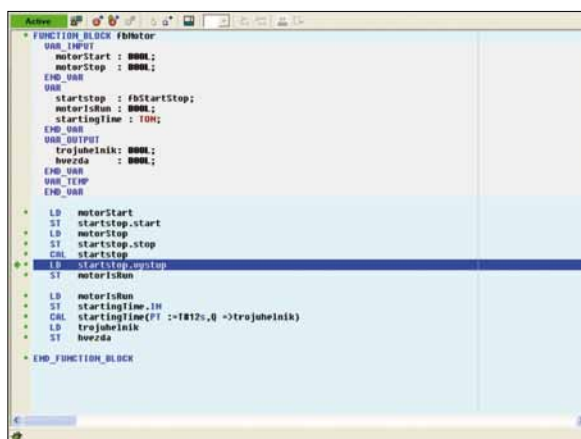 Active
FUNCTION_BLOCK fbMotor
VAR_INPUT
motorStart : BOOL;
motorStop : BOOL;
END_VAR
VAR
startstop : fbStartStop;
motorIsRun : BOOL;
startingTime : TON;
END_VAR
VAR_OUTPUT
trojuhelnik: BOOL;
hvezda : BOOL;
END_VAR
VAR_TEMP
END_VAR
LD motorStart
ST startstop.start
LD motorStop
ST startstop.stop
CAL startstop
LD startstop.vystup
ST motorIsRun
LD motorIsRun
ST startingTime.IN
CAL startingTime(PT :=T#12s,Q =>trojuhelnik)
LD trojuhelnik
ST hvezda
END_FUNCTION_BLOCK